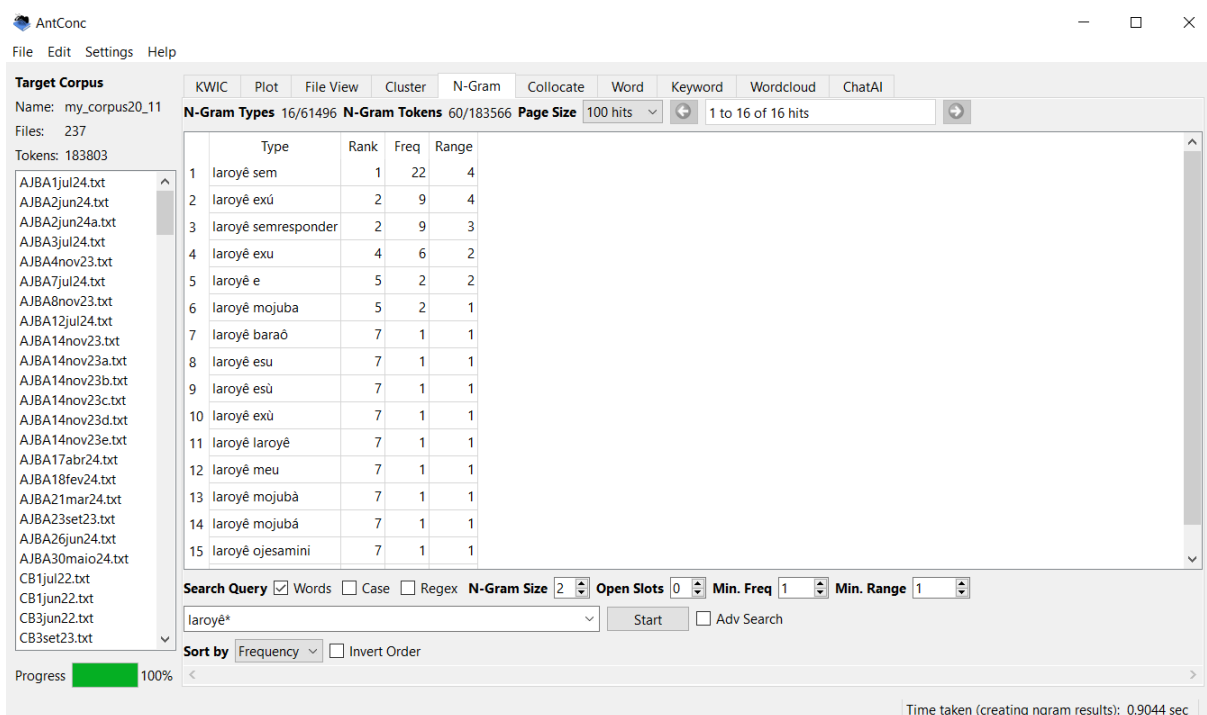 AntConc
File Edit Settings Help
Target Corpus
Name: my_corpus20_11
Files: 237
Tokens: 183803
AJBA1jul24.txt
AJBA2jun24.txt
AJBA2jun24a.txt
AJBA3jul24.txt
AJBA4nov23.txt
AJBA7jul24.txt
AJBA8nov23.txt
AJBA12jul24.txt
AJBA14nov23.txt
AJBA14nov23a.txt
AJBA14nov23b.txt
AJBA14nov23c.txt
AJBA14nov23d.txt
AJBA14nov23e.txt
AJBA17abr24.txt
AJBA18fev24.txt
AJBA21mar24.txt
AJBA23set23.txt
AJBA26jun24.txt
AJBA30maio24.txt
CB1jul22.txt
CB1jun22.txt
CB3jun22.txt
CB3set23.txt
Progress 100%
KWIC Plot File View Cluster N-Gram Collocate Word Keyword Wordcloud ChatAI
N-Gram Types 16/61496 N-Gram Tokens 60/183566 Page Size 100 hits 1 to 16 of 16 hits
Type Rank Freq Range
1 laroyê sem 1 22 4
2 laroyê exú 2 9 4
3 laroyê semresponder 2 9 3
4 laroyê exu 4 6 2
5 laroyê e 5 2 2
6 laroyê mojuba 5 2 1
7 laroyê baraô 7 1 1
8 laroyê esu 7 1 1
9 laroyê esù 7 1 1
10 laroyê exù 7 1 1
11 laroyê laroyê 7 1 1
12 laroyê meu 7 1 1
13 laroyê mojubà 7 1 1
14 laroyê mojubá 7 1 1
15 laroyê ojesamini 7 1 1
Search Query Words Case Regex N-Gram Size 2 Open Slots 0 Min. Freq 1 Min. Range 1
laroyê* Start Adv Search
Sort by Frequency Invert Order
Time taken (creating ngram results): 0.9044 sec